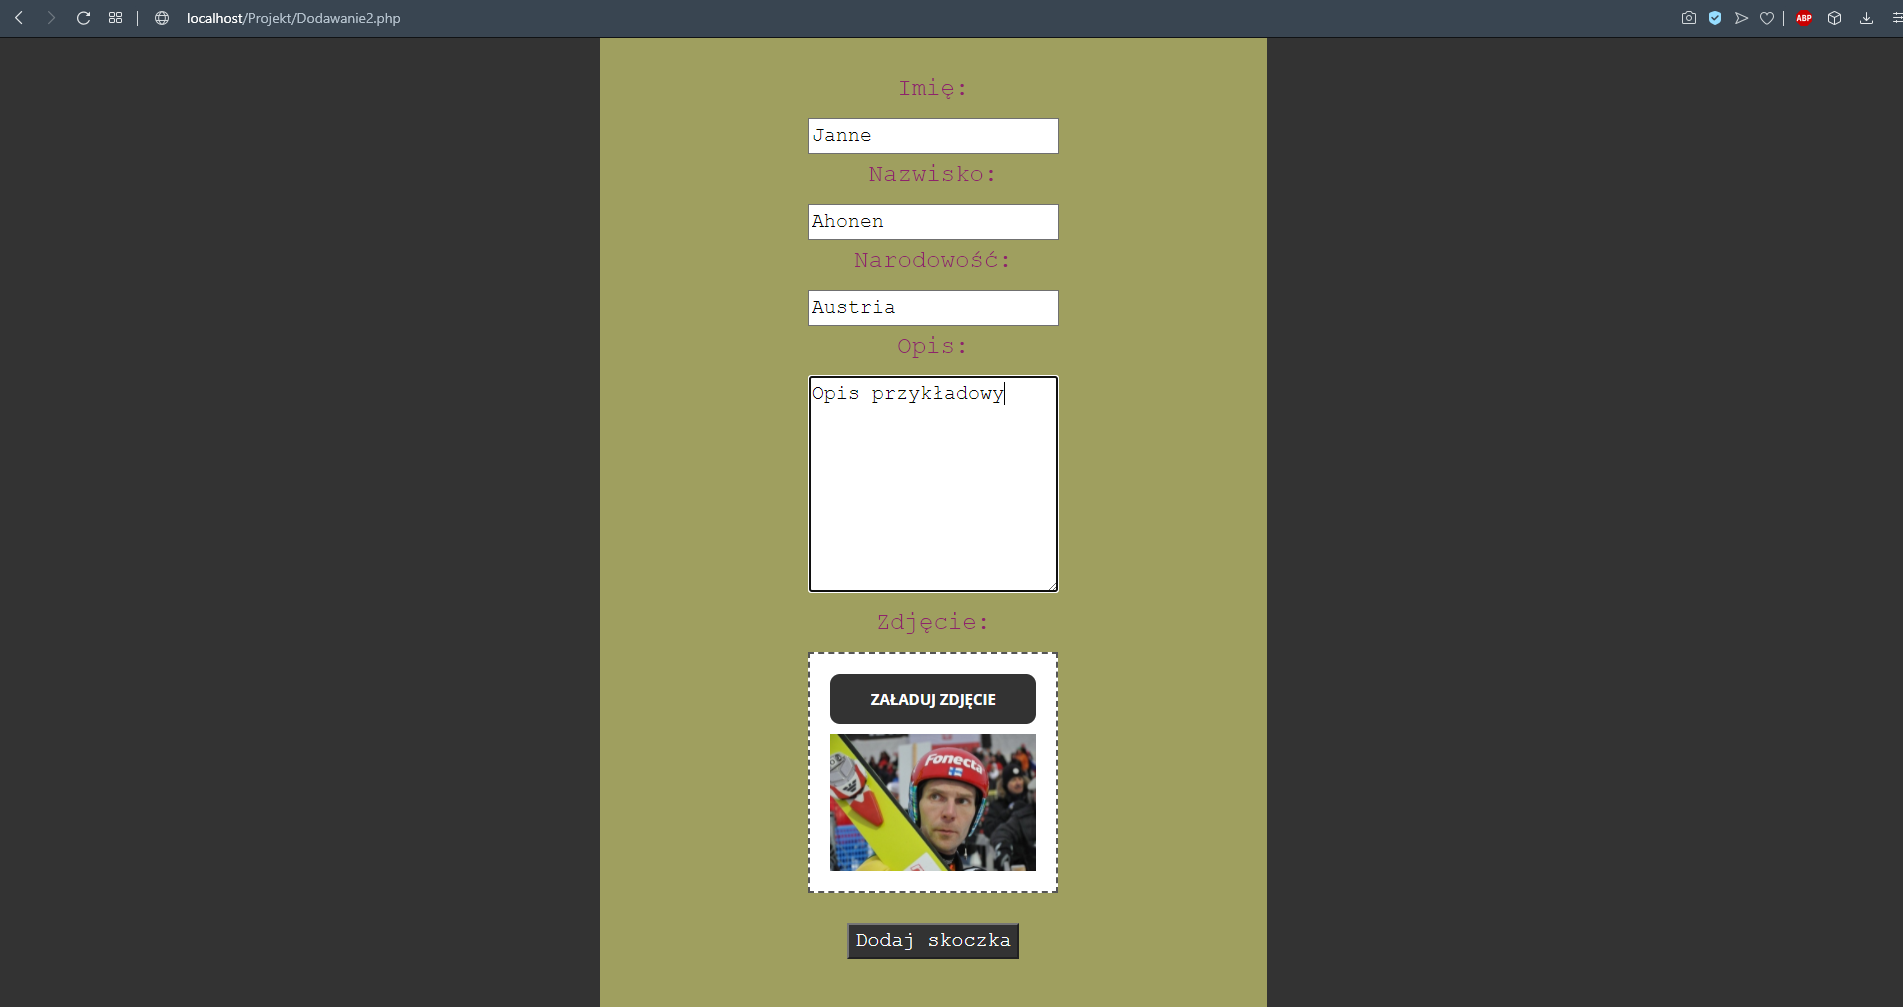 localhost/Projekt/Dodawanie2.php
ABP
Imię:
Janne
Nazwisko:
Ahonen
Narodowość:
Austria
Opis:
Opis przykładowy
Zdjęcie:
ZAŁADUJ ZDJĘCIE
Fonecta
Dodaj skoczka